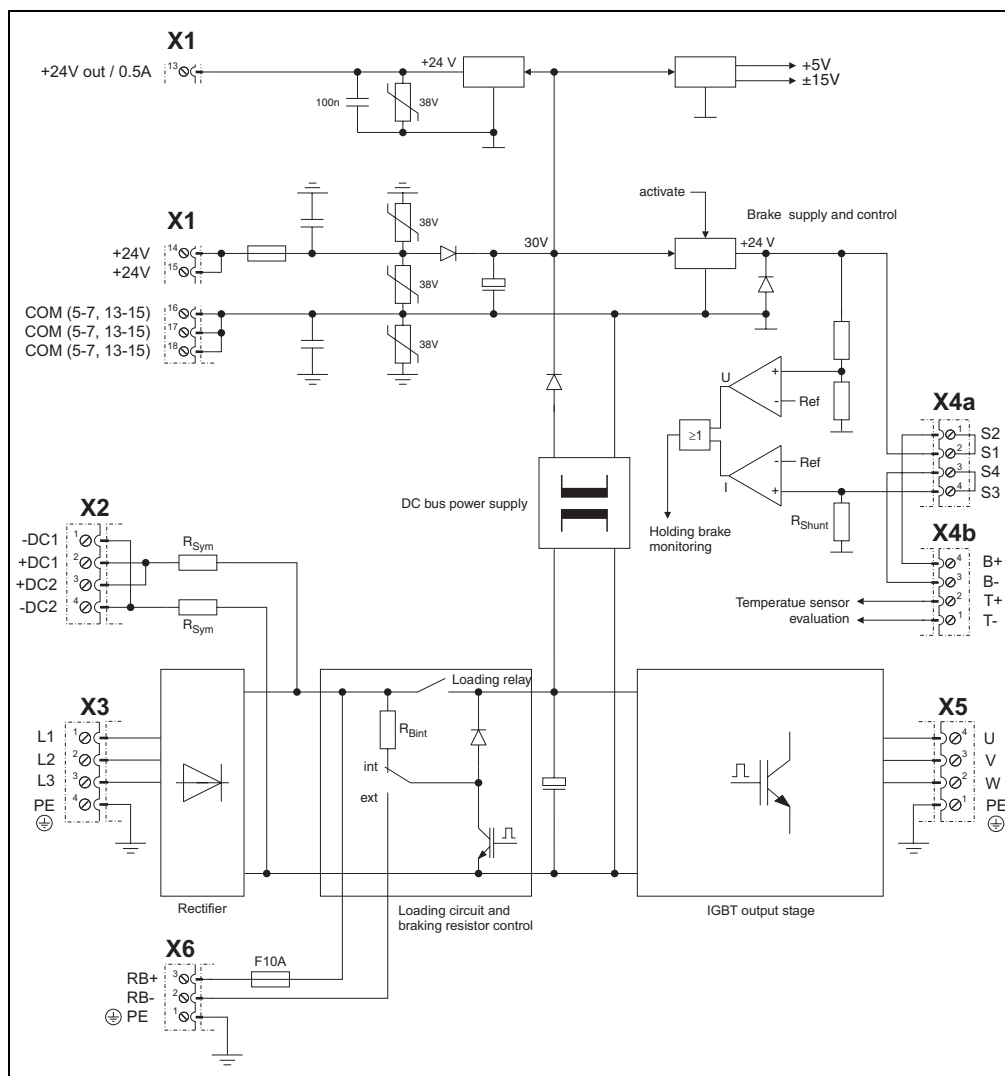 X1
+24V out / 0.5A
13
+24 V
+5V
±15V
100n
38V
activate
X1
Brake supply and control
38V
+24V
14
30V
+24 V
+24V
15
38V
COM (5-7, 13-15)
16
COM (5-7, 13-15)
17
38V
COM (5-7, 13-15)
18
U
+
-
Ref
X4a
≥1
1
S2
2
S1
-
Ref
3
S4
I
+
4
S3
DC bus power supply
RShunt
X2
Holding brake
monitoring
X4b
-DC1
1
RSym
+DC1
2
4
B+
+DC2
3
3
B-
-DC2
4
Temperatue sensor
evaluation
2
T+
RSym
1
T-
Loading relay
X3
X5
L1
1
RBint
4
U
L2
2
3
V
L3
3
int
2
W
PE
4
ext
1
PE
Rectifier
Loading circuit and
braking resistor control
IGBT output stage
X6
RB+
3
F10A
RB-
2
PE
1